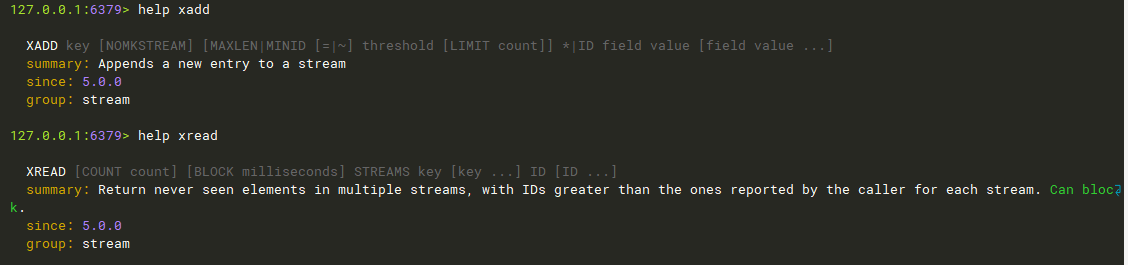 127.0.0.1:6379> help xadd
XADD key [NOMKSTREAM] [MAXLEN|MINID [=|~] threshold [LIMIT count]] *|ID field value [field value ...]
summary: Appends a new entry to a stream
since: 5.0.0
group: stream
127.0.0.1:6379> help xread
XREAD [COUNT count] [BLOCK milliseconds] STREAMS key [key ...] ID [ID ...]
summary: Return never seen elements in multiple streams, with IDs greater than the ones reported by the caller for each stream. Can bloc
k.
since: 5.0.0
group: stream